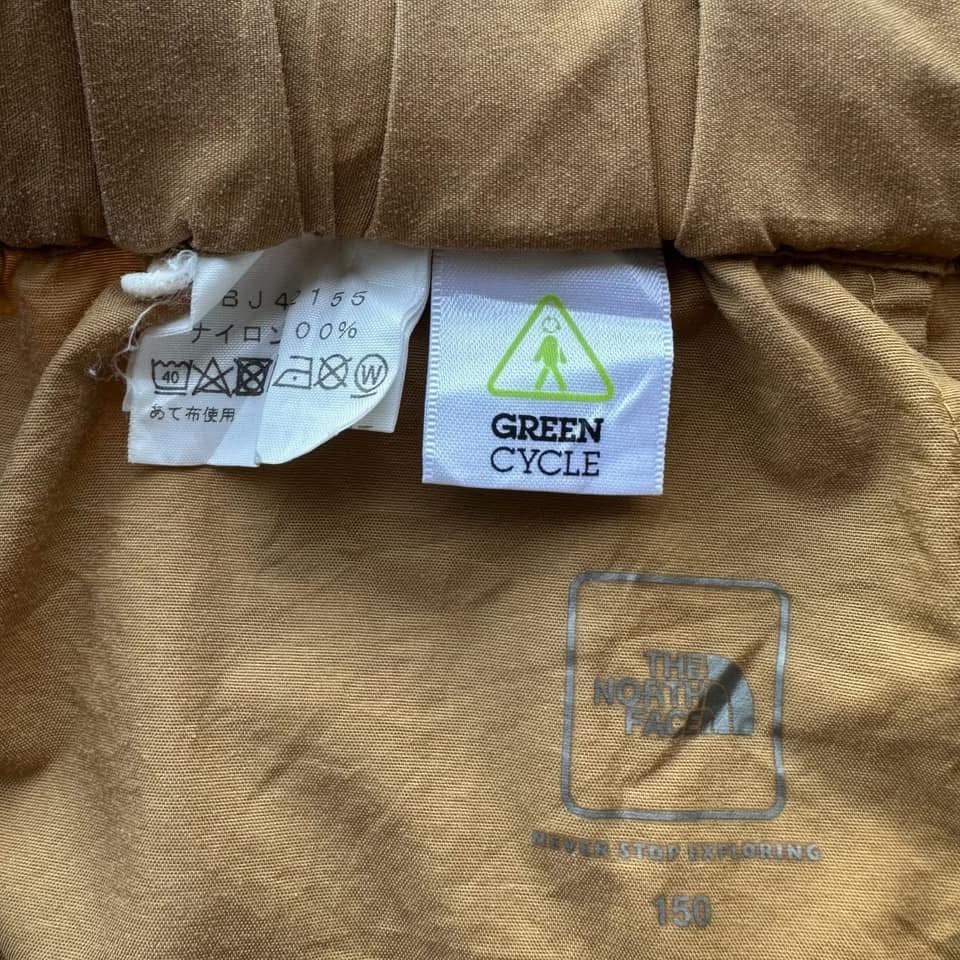 BJ42155
ナイロン00%
40 W
あて布使用
GREEN
CYCLE
THE
NORTH
FACE
NEVER STOP EXPLORING
150